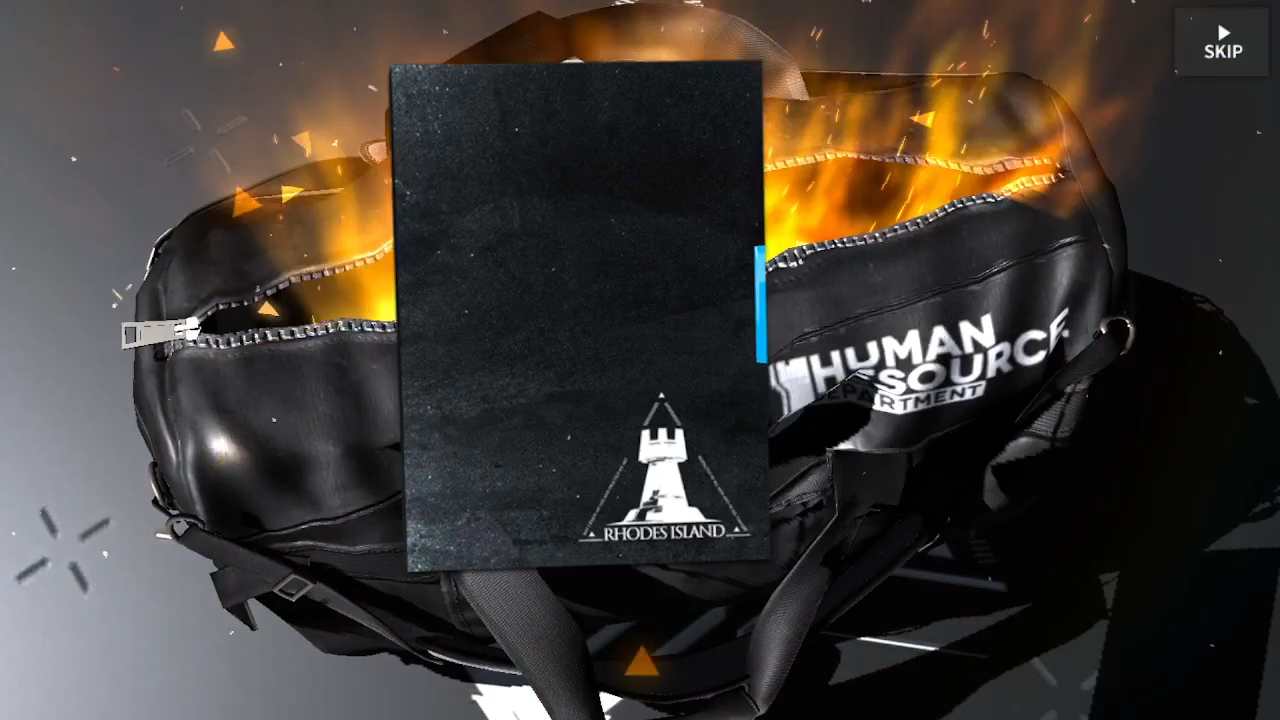 SKIP
HUMAN
RESOURCE
DEPARTMENT
RHODES ISLAND